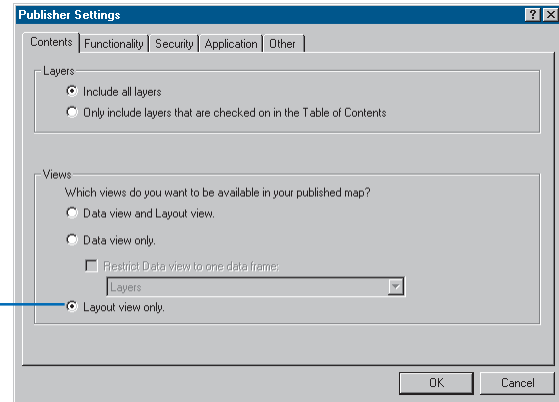 Publisher Settings
Contents Functionality Security Application Other
Layers
Include all layers
Only include layers that are checked on in the Table of Contents
Views
Which views do you want to be available in your published map?
Data view and Layout view.
Data view only.
Restrict Data view to one data frame:
Layers
Layout view only.
OK Cancel